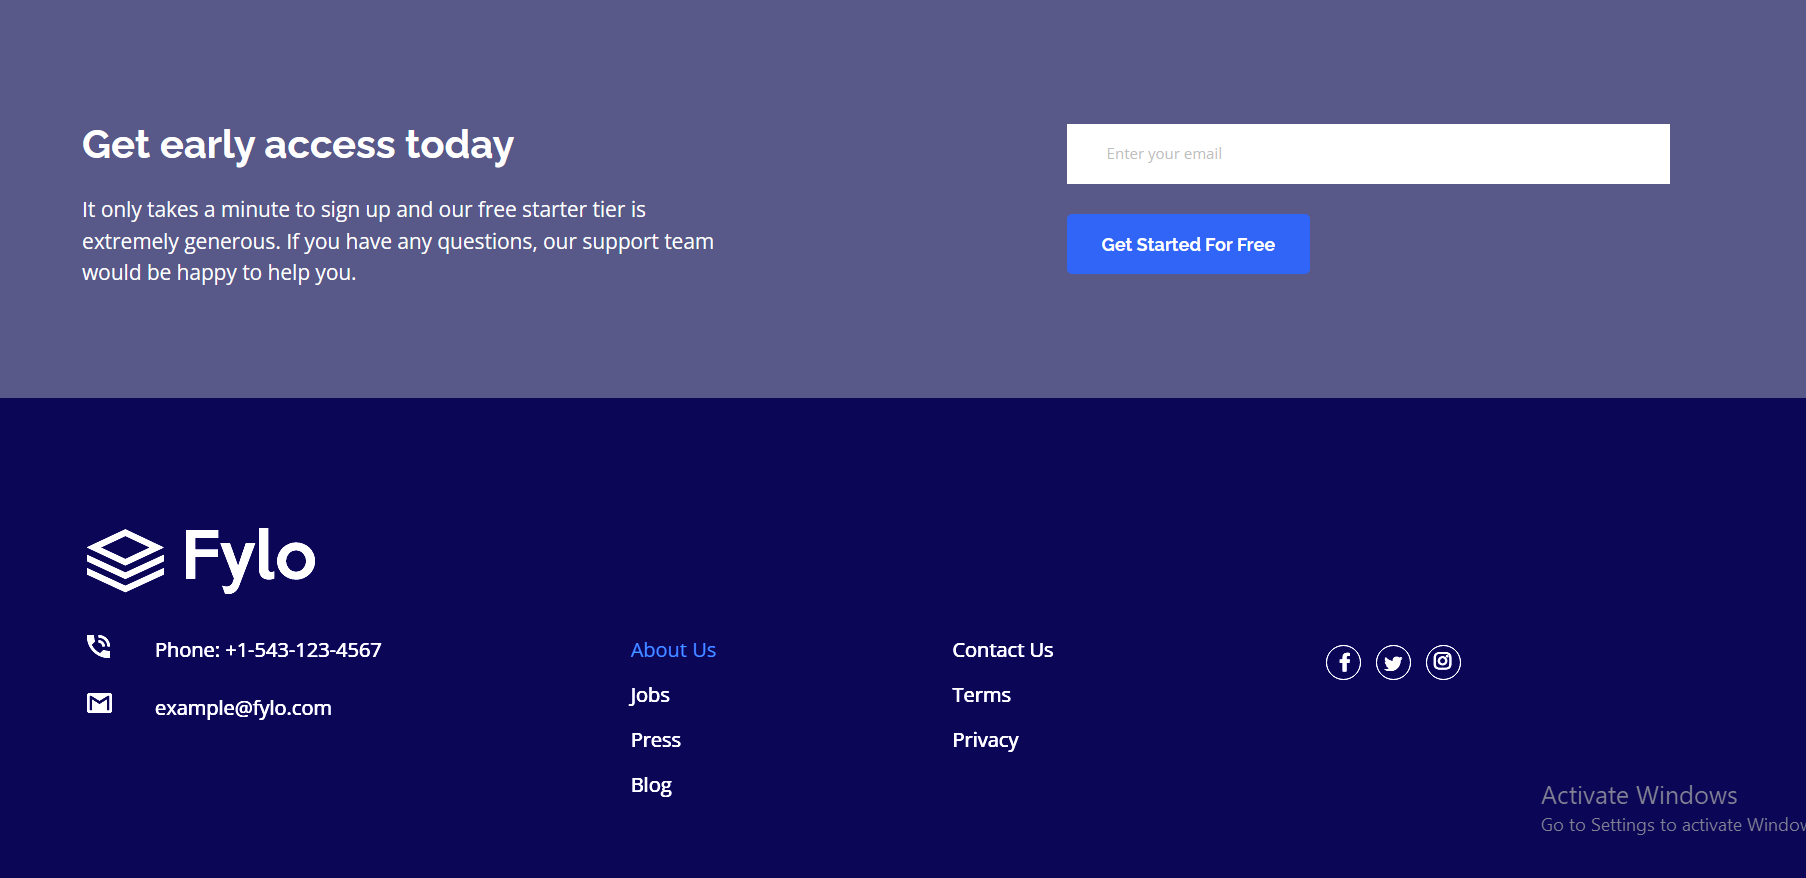 Get early access today
It only takes a minute to sign up and our free starter tier is
extremely generous. If you have any questions, our support team
would be happy to help you.
Enter your email
Get Started For Free
Fylo
Phone: +1-543-123-4567
example@fylo.com
About Us
Jobs
Press
Blog
Contact Us
Terms
Privacy
Activate Windows
Go to Settings to activate Window